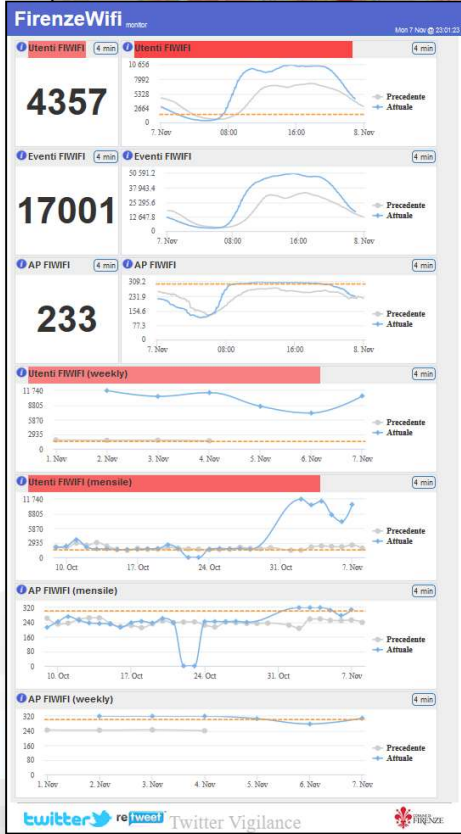 FirenzeWifi mentor
Mon 7 Nov @ 23:01:23
Utenti FIWIFI 4 min Utenti FIWIFI 4 min
4357
10 656
7992
5328
2664
0
7. Nov 08:00 16:00 8. Nov
Precedente
Attuale
Eventi FIWIFI 4 min Eventi FIWIFI 4 min
17001
50 591.2
37 943.4
25 295.6
12 647.8
0
7. Nov 08:00 16:00 8. Nov
Precedente
Attuale
AP FIWIFI 4 min AP FIWIFI 4 min
233
309.2
231.9
154.6
77.3
0
7. Nov 08:00 16:00 8. Nov
Precedente
Attuale
Utenti FIWIFI (weekly) 4 min
11 740
8805
5870
2935
0
1. Nov 2. Nov 3. Nov 4. Nov 5. Nov 6. Nov 7. Nov
Precedente
Attuale
Utenti FIWIFI (mensile) 4 min
11 740
8805
5870
2935
0
10. Oct 17. Oct 24. Oct 31. Oct 7. Nov
Precedente
Attuale
AP FIWIFI (mensile) 4 min
320
240
160
80
0
10. Oct 17. Oct 24. Oct 31. Oct 7. Nov
Precedente
Attuale
AP FIWIFI (weekly) 4 min
320
240
160
80
0
1. Nov 2. Nov 3. Nov 4. Nov 5. Nov 6. Nov 7. Nov
Precedente
Attuale
twitter retweet Twitter Vigilance
COMUNE DI
FIRENZE